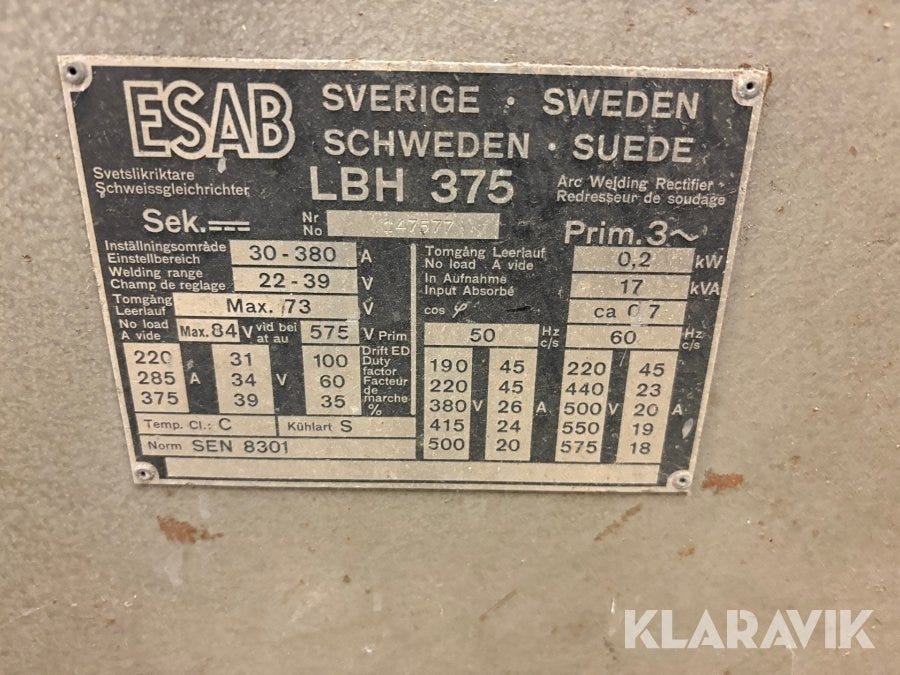 ESAB SVERIGE · SWEDEN
SCHWEDEN · SUEDE
Svetslikriktare
Schweissgleichrichter
LBH 375
Arc Welding Rectifier
Redresseur de soudage
Sek.
Nr
No
147577
Prim. 3~
Inställningsområde
Einstellbereich
Welding range
Champ de reglage
30 - 380 A
22 - 39 V
Tomgång
Leerlauf
No load
A vide
Max. 73 V
Max. 84 V vid bei
at au
575 V Prim
220 31 100
285 A 34 V 60
375 39 35
Drift ED
Duty
factor
Facteur
de
marche
%
Temp. Cl.: C Kühlart S
Norm SEN 8301
Tomgång Leerlauf
No load A vide
0,2 kW
In Aufnahme
Input Absorbé
17 kVA
cos φ
ca 0 7
50 Hz
c/s
60 Hz
c/s
190 45 220 45
220 45 440 23
380 V 26 A 500 V 20 A
415 24 550 19
500 20 575 18
KLARAVIK